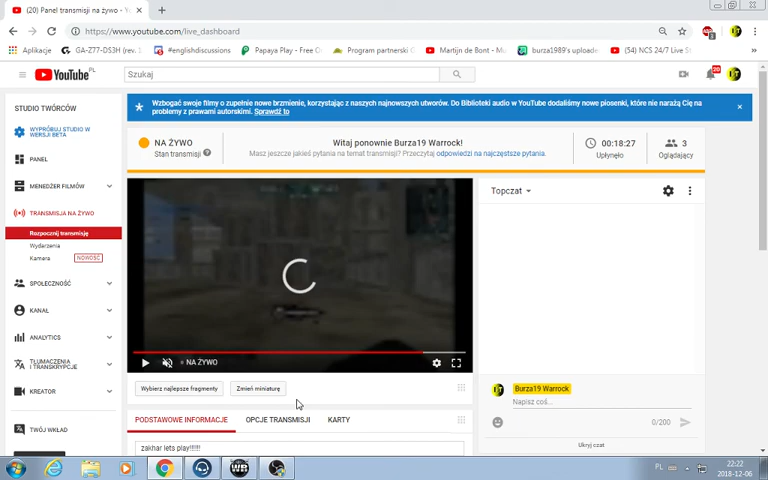 (20) Panel transmisji na żywo - Y
https://www.youtube.com/live_dashboard
Aplikacje
GA-Z77-D53H (rev.
#englishdiscussions
Papaya Play - Free O
Program partnerski
Martijn de Bont - M
burza1989's uploade
(54) NCS 24/7 Live S
YouTube PL
Szukaj
20
STUDIO TWÓRCÓW
WYPRÓBUJ STUDIO W
WERSJI BETA
PANEL
MENEDŻER FILMÓW
TRANSMISJA NA ŻYWO
Rozpocznij transmisję
Wydarzenia
Kamera
NOWOŚĆ
SPOŁECZNOŚĆ
KANAŁ
ANALYTICS
TŁUMACZENIA
I TRANSKRYPCJE
KREATOR
TWÓJ WKŁAD
Wzbogać swoje filmy o zupełnie nowe brzmienie, korzystając z naszych najnowszych utworów. Do Biblioteki audio w YouTube dodaliśmy nowe piosenki, które nie narażą Cię na
problemy z prawami autorskimi. Sprawdź to
NA ŻYWO
Stan transmisji
Witaj ponownie Burza19 Warrock!
Masz jeszcze jakieś pytania na temat transmisji? Przeczytaj odpowiedzi na najczęstsze pytania.
00:18:27
Upłynęło
3
Oglądający
NA ŻYWO
Wybierz najlepsze fragmenty
Zmień miniaturę
PODSTAWOWE INFORMACJE
OPCJE TRANSMISJI
KARTY
zakhar lets play!!!!!!
Topczat
Burza19 Warrock
Napisz coś...
0/200
Ukryj czat
PL
22:22
2018-12-06